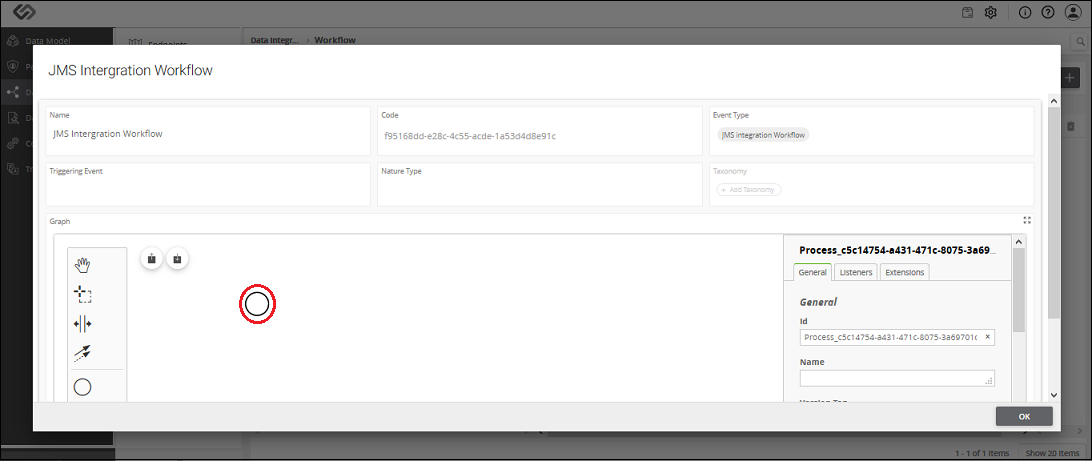 Data Model
Endpoints
Data Integr... › Workflow
JMS Intergration Workflow
Name
JMS Intergration Workflow
Code
f95168dd-e28c-4c55-acde-1a53d4d8e91c
Event Type
JMS integration Workflow
Triggering Event
Nature Type
Taxonomy
+ Add Taxonomy
Graph
Process_c5c14754-a431-471c-8075-3a69...
General
Listeners
Extensions
General
Id
Process_c5c14754-a431-471c-8075-3a69701c
×
Name
OK
1 - 1 of 1 Items
Show 20 Items